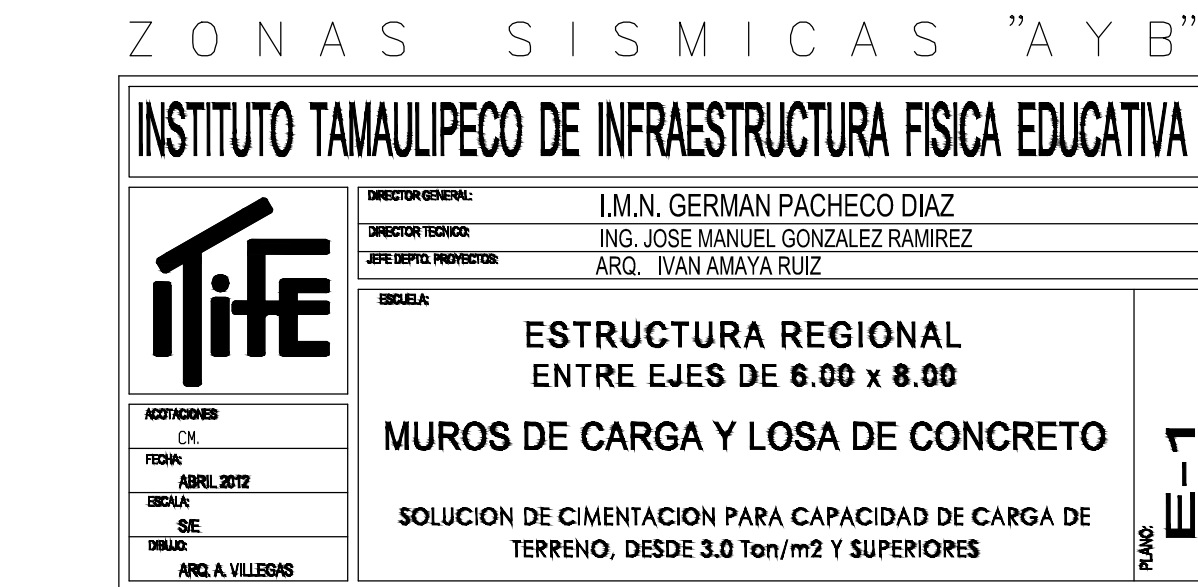 ZONAS SISMICAS "A Y B"
INSTITUTO TAMAULIPECO DE INFRAESTRUCTURA FISICA EDUCATIVA
ITIFE
DIRECTOR GENERAL: I.M.N. GERMAN PACHECO DIAZ
DIRECTOR TECNICO: ING. JOSE MANUEL GONZALEZ RAMIREZ
JEFE DEPTO. PROYECTOS: ARQ. IVAN AMAYA RUIZ
ESCUELA:
ESTRUCTURA REGIONAL
ENTRE EJES DE 6.00 x 8.00
MUROS DE CARGA Y LOSA DE CONCRETO
SOLUCION DE CIMENTACION PARA CAPACIDAD DE CARGA DE
TERRENO, DESDE 3.0 Ton/m2 Y SUPERIORES
ACOTACIONES
CM.
FECHA:
ABRIL 2012
ESCALA:
S/E
DIBUJO:
ARQ. A. VILLEGAS
PLANO:
E-1